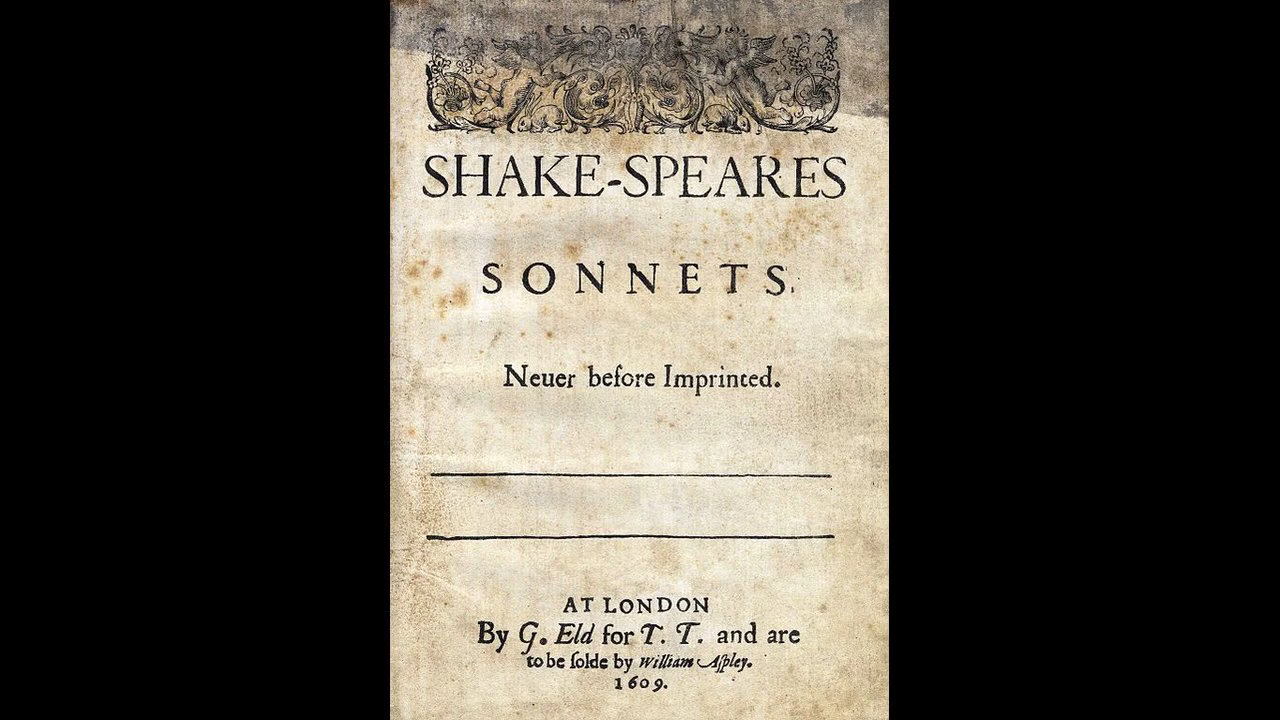 SHAKE-SPEARES
SONNETS.
Neuer before Imprinted.
AT LONDON
By G. Eld for T. T. and are
to be ſolde by William Aſpley.
1609.